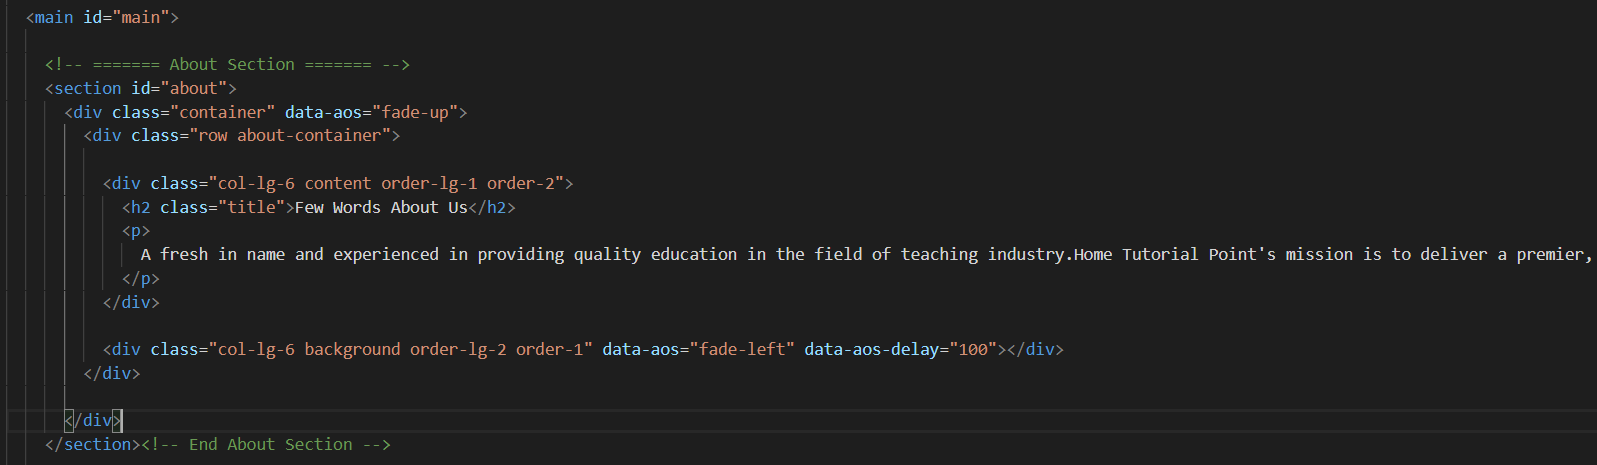 <main id="main">
<!-- ======= About Section ======= -->
<section id="about">
<div class="container" data-aos="fade-up">
<div class="row about-container">
<div class="col-lg-6 content order-lg-1 order-2">
<h2 class="title">Few Words About Us</h2>
<p>
A fresh in name and experienced in providing quality education in the field of teaching industry.Home Tutorial Point's mission is to deliver a premier,
</p>
</div>
<div class="col-lg-6 background order-lg-2 order-1" data-aos="fade-left" data-aos-delay="100"></div>
</div>
</div>
</section><!-- End About Section -->